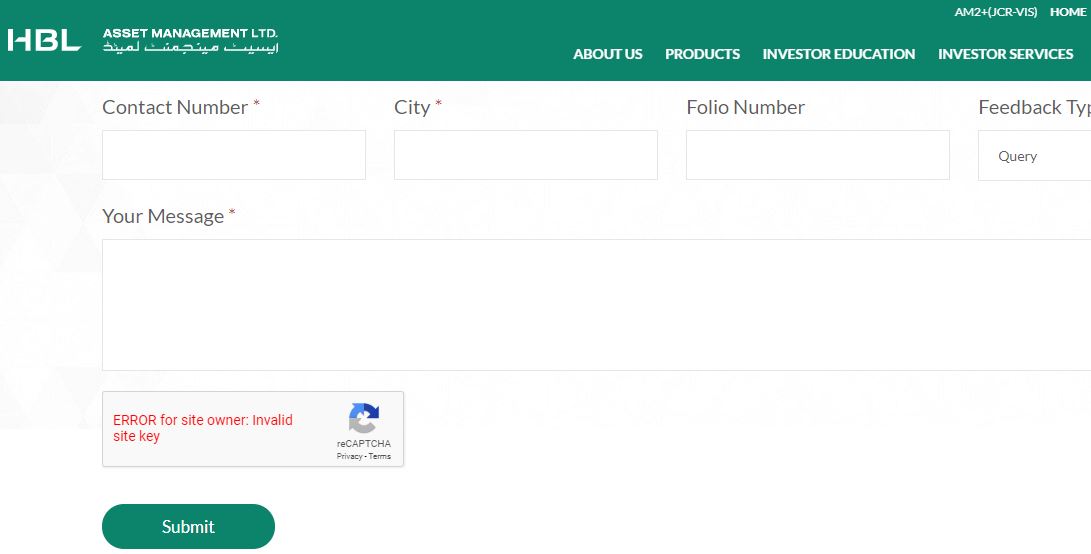 AM2+(JCR-VIS) HOME
HBL ASSET MANAGEMENT LTD.
ایسیٹ مینجمنٹ لمیٹڈ
ABOUT US PRODUCTS INVESTOR EDUCATION INVESTOR SERVICES
Contact Number * City * Folio Number Feedback Typ
Query
Your Message *
ERROR for site owner: Invalid
site key
reCAPTCHA
Privacy - Terms
Submit